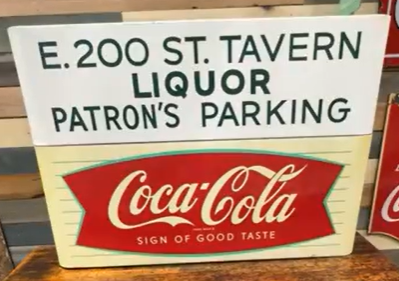 E. 200 ST. TAVERN
LIQUOR
PATRON'S PARKING
Coca-Cola
SIGN OF GOOD TASTE